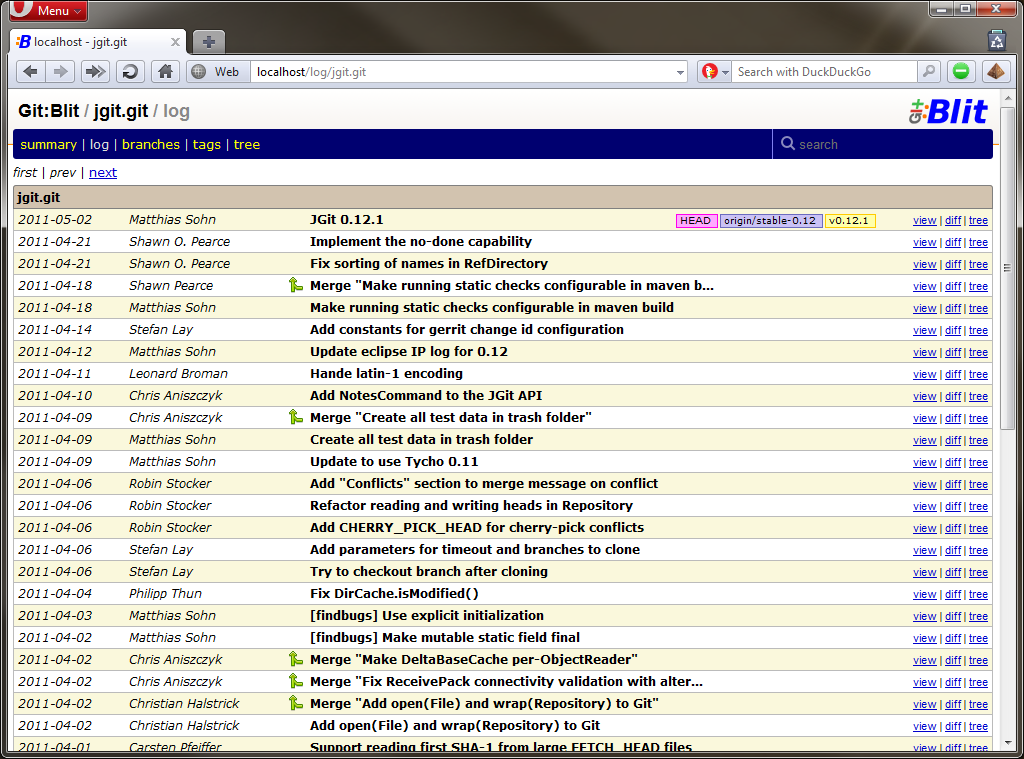 Menu
localhost - jgit.git
Web localhost/log/jgit.git Search with DuckDuckGo
Git:Blit / jgit.git / log
Blit
summary | log | branches | tags | tree search
first | prev | next
jgit.git
2011-05-02 Matthias Sohn JGit 0.12.1 HEAD origin/stable-0.12 v0.12.1 view | diff | tree
2011-04-21 Shawn O. Pearce Implement the no-done capability view | diff | tree
2011-04-21 Shawn O. Pearce Fix sorting of names in RefDirectory view | diff | tree
2011-04-18 Shawn Pearce Merge "Make running static checks configurable in maven b... view | diff | tree
2011-04-18 Matthias Sohn Make running static checks configurable in maven build view | diff | tree
2011-04-14 Stefan Lay Add constants for gerrit change id configuration view | diff | tree
2011-04-12 Matthias Sohn Update eclipse IP log for 0.12 view | diff | tree
2011-04-11 Leonard Broman Hande latin-1 encoding view | diff | tree
2011-04-10 Chris Aniszczyk Add NotesCommand to the JGit API view | diff | tree
2011-04-09 Chris Aniszczyk Merge "Create all test data in trash folder" view | diff | tree
2011-04-09 Matthias Sohn Create all test data in trash folder view | diff | tree
2011-04-09 Matthias Sohn Update to use Tycho 0.11 view | diff | tree
2011-04-06 Robin Stocker Add "Conflicts" section to merge message on conflict view | diff | tree
2011-04-06 Robin Stocker Refactor reading and writing heads in Repository view | diff | tree
2011-04-06 Robin Stocker Add CHERRY_PICK_HEAD for cherry-pick conflicts view | diff | tree
2011-04-06 Stefan Lay Add parameters for timeout and branches to clone view | diff | tree
2011-04-06 Stefan Lay Try to checkout branch after cloning view | diff | tree
2011-04-04 Philipp Thun Fix DirCache.isModified() view | diff | tree
2011-04-03 Matthias Sohn [findbugs] Use explicit initialization view | diff | tree
2011-04-02 Matthias Sohn [findbugs] Make mutable static field final view | diff | tree
2011-04-02 Chris Aniszczyk Merge "Make DeltaBaseCache per-ObjectReader" view | diff | tree
2011-04-02 Chris Aniszczyk Merge "Fix ReceivePack connectivity validation with alter... view | diff | tree
2011-04-02 Christian Halstrick Merge "Add open(File) and wrap(Repository) to Git" view | diff | tree
2011-04-02 Christian Halstrick Add open(File) and wrap(Repository) to Git view | diff | tree
2011-04-01 Carsten Pfeiffer Support reading first SHA-1 from large FETCH_HEAD files view | diff | tree